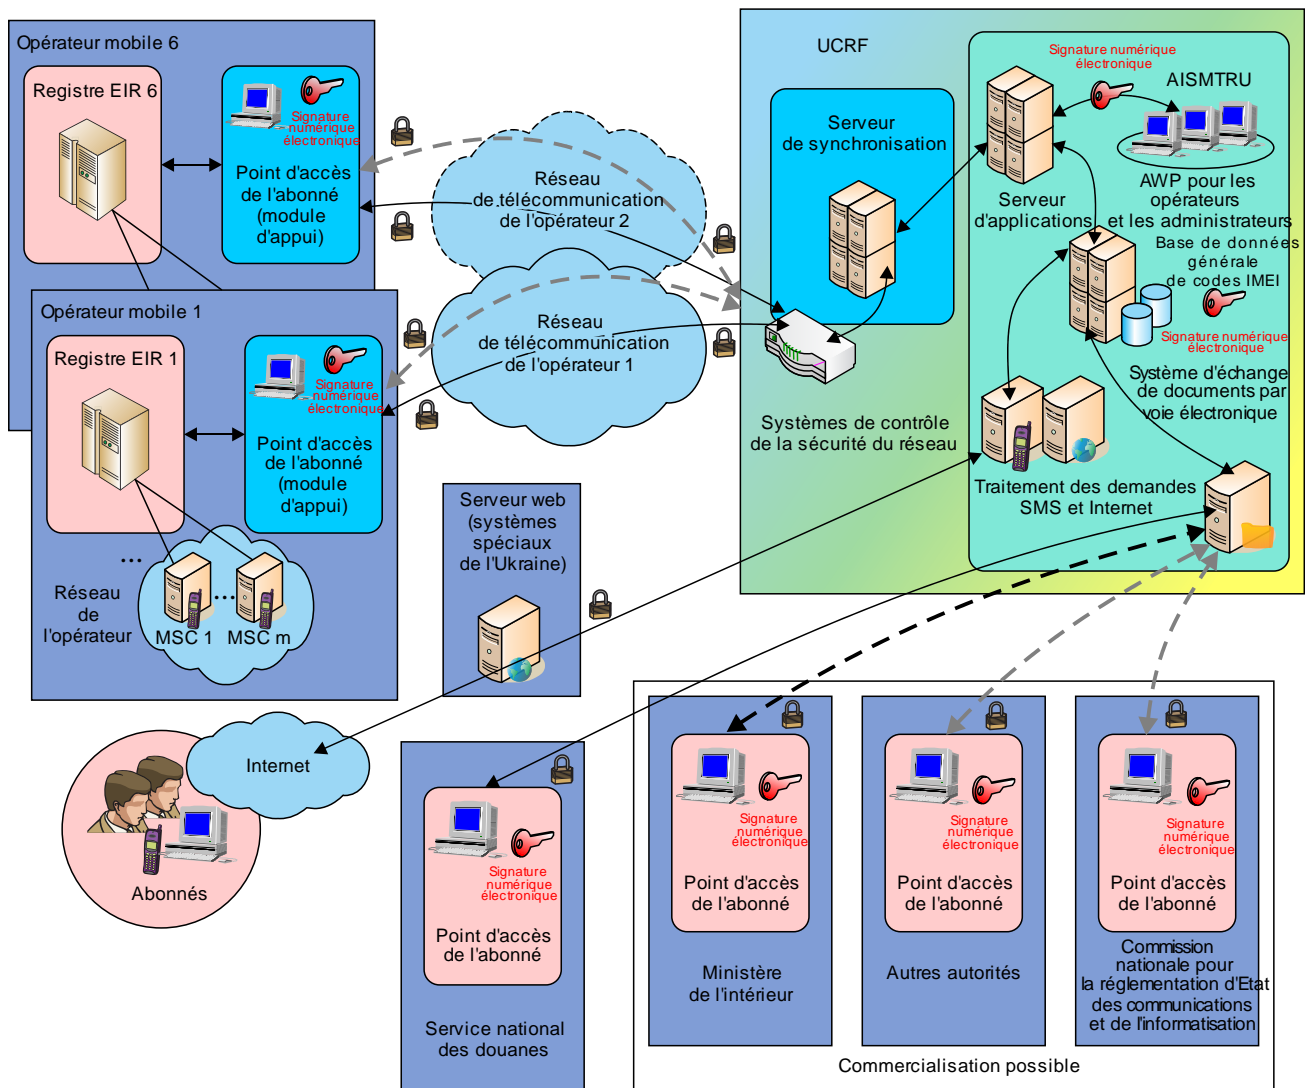 Opérateur mobile 6
Registre EIR 6
Signature
numérique
électronique
Point d'accès
de l'abonné
(module
d'appui)
Opérateur mobile 1
Registre EIR 1
Signature
numérique
électronique
Point d'accès
de l'abonné
(module
d'appui)
...
Réseau
de
l'opérateur
...
MSC 1
MSC m
Réseau
de télécommunication
de l'opérateur 2
Réseau
de télécommunication
de l'opérateur 1
UCRF
Serveur
de synchronisation
Systèmes de contrôle
de la sécurité du réseau
Signature numérique
électronique
AISMTRU
AWP pour les
opérateurs
et les administrateurs
Serveur
d'applications
Base de données
générale
de codes IMEI
Signature numérique
électronique
Système d'échange
de documents par
voie électronique
Traitement des demandes
SMS et Internet
Serveur web
(systèmes
spéciaux
de l'Ukraine)
Internet
Abonnés
Signature
numérique
électronique
Point d'accès
de l'abonné
Service national
des douanes
Signature
numérique
électronique
Point d'accès
de l'abonné
Ministère
de l'intérieur
Signature
numérique
électronique
Point d'accès
de l'abonné
Autres autorités
Signature
numérique
électronique
Point d'accès
de l'abonné
Commission
nationale pour
la réglementation d'Etat
des communications
et de l'informatisation
Commercialisation possible